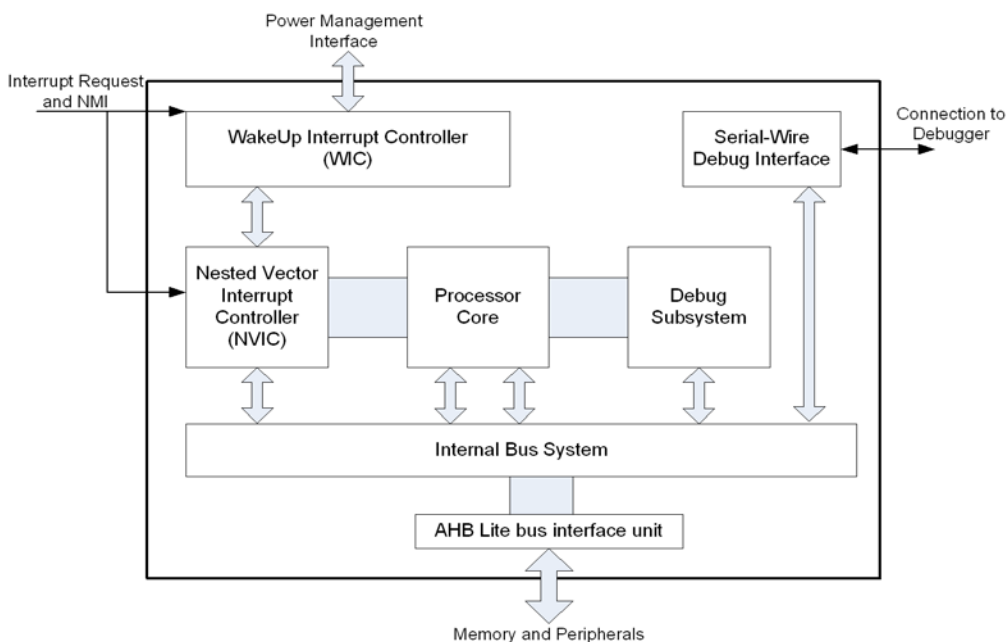 Power Management
Interface
Interrupt Request
and NMI
WakeUp Interrupt Controller
(WIC)
Serial-Wire
Debug Interface
Connection to
Debugger
Nested Vector
Interrupt
Controller
(NVIC)
Processor
Core
Debug
Subsystem
Internal Bus System
AHB Lite bus interface unit
Memory and Peripherals